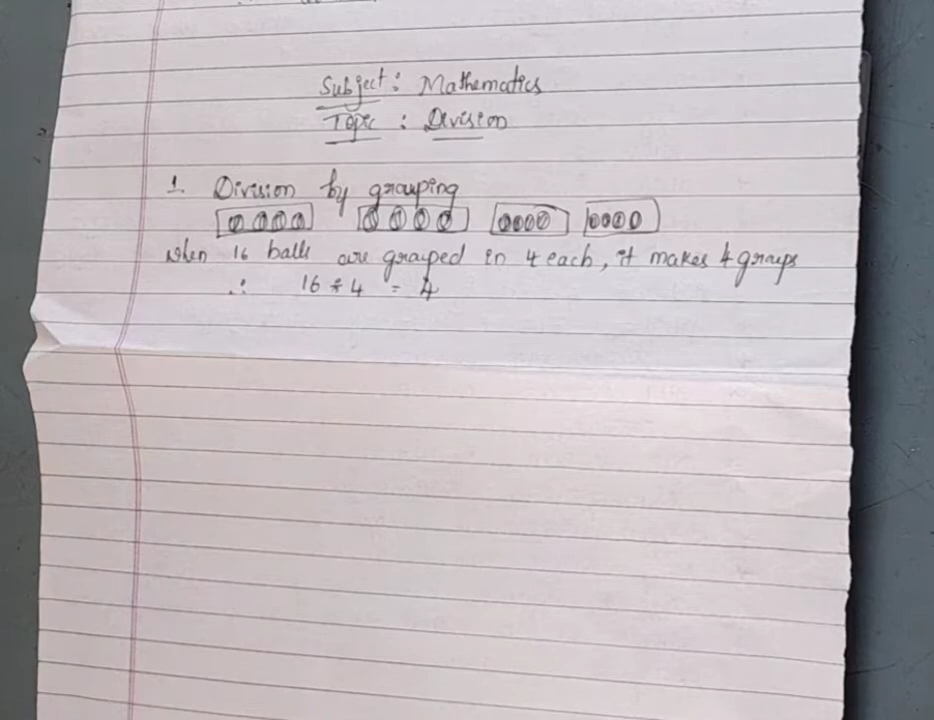 Subject : Mathematics
Topic : Division
1. Division by grouping
when 16 balls are grouped in 4 each, it makes 4 groups
∴ 16 ÷ 4 = 4